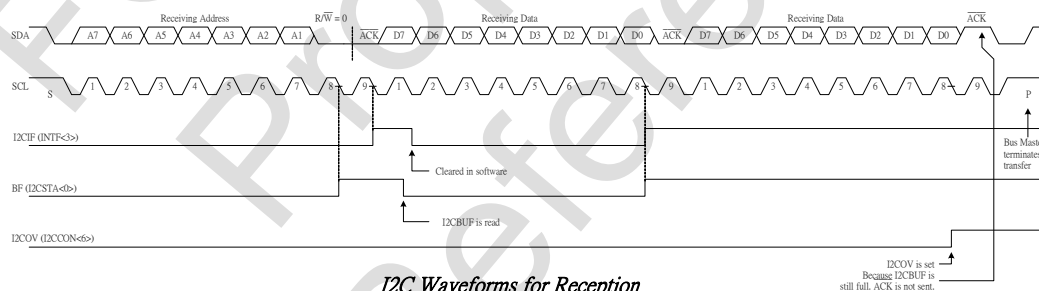 Receiving Address R/W = 0 Receiving Data Receiving Data ACK
SDA A7 A6 A5 A4 A3 A2 A1 ACK D7 D6 D5 D4 D3 D2 D1 D0 ACK D7 D6 D5 D4 D3 D2 D1 D0
SCL S 1 2 3 4 5 6 7 8 9 1 2 3 4 5 6 7 8 9 1 2 3 4 5 6 7 8 9 P
I2CIF (INTF<3>)
Cleared in software
Bus Maste
terminates
transfer
BF (I2CSTA<0>)
I2CBUF is read
I2COV (I2CCON<6>)
I2COV is set
Because I2CBUF is
still full. ACK is not sent.
I2C Waveforms for Reception